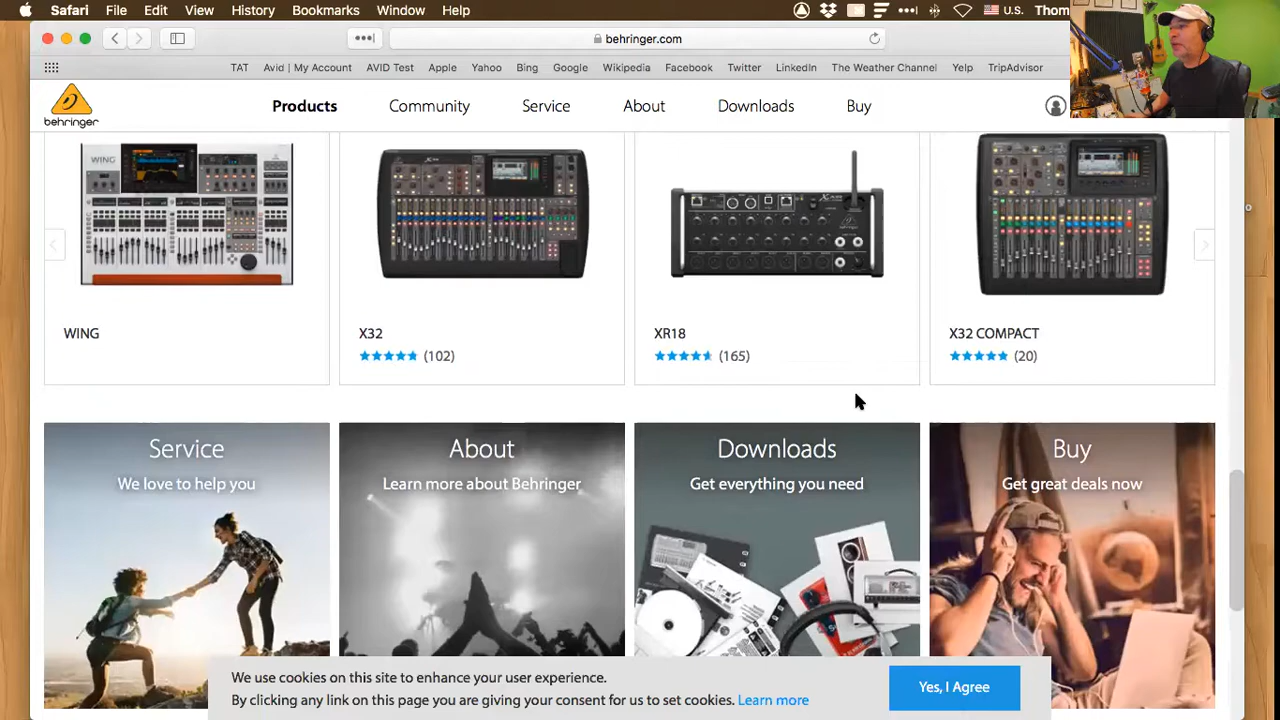 Safari File Edit View History Bookmarks Window Help U.S. Thom
behringer.com
TAT Avid | My Account AVID Test Apple Yahoo Bing Google Wikipedia Facebook Twitter LinkedIn The Weather Channel Yelp TripAdvisor
behringer
Products Community Service About Downloads Buy
WING X32 XR18 X32 COMPACT
(102) (165) (20)
Service About Downloads Buy
We love to help you Learn more about Behringer Get everything you need Get great deals now
We use cookies on this site to enhance your user experience.
By clicking any link on this page you are giving your consent for us to set cookies. Learn more
Yes, I Agree